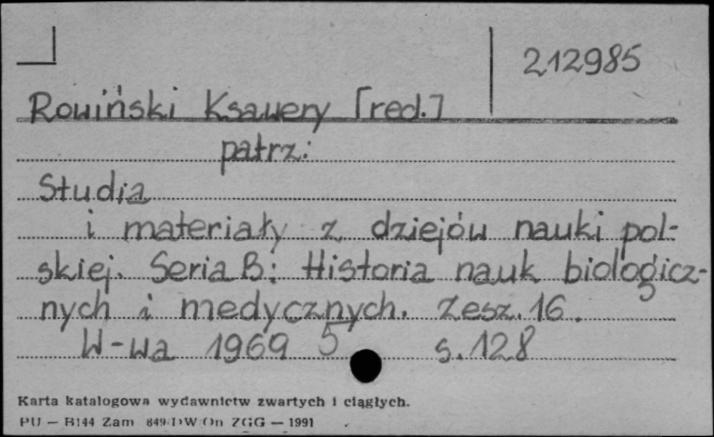 212985
Rowiński Ksawery [red.]
patrz:
Studia
i materiały z dziejów nauki pol-
skiej. Seria B: Historia nauk biologicz-
nych i medycznych. Zesz. 16.
W-wa 1969 5 s. 128
Karta katalogowa wydawnictw zwartych i ciągłych.
PU — B144 Zam 849/DW/On ZGG — 1991